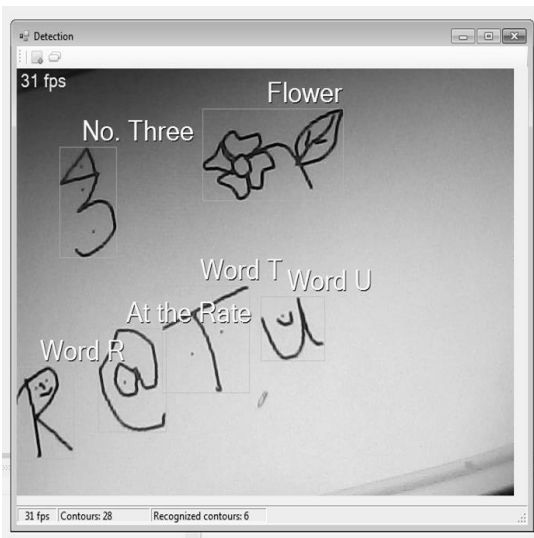 Detection
31 fps
Flower
No. Three
3
Word T
Word U
At the Rate
Word R
R @ T U
31 fps Contours: 28 Recognized contours: 6